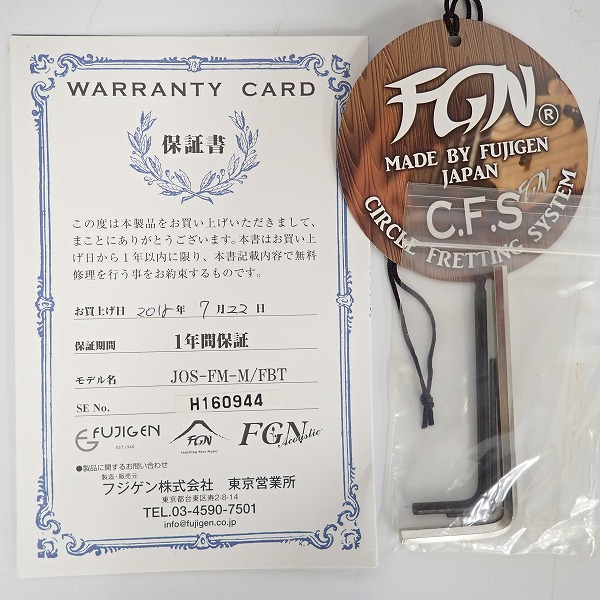 WARRANTY CARD
保証書
この度は本製品をお買い上げいただきまして、
まことにありがとうございます。本書はお買い上
げ日から1年以内に限り、本書記載内容で無料
修理を行う事をお約束するものです。
お買上げ日 2018年 7月22日
保証期間 1年間保証
モデル名 JOS-FM-M/FBT
SE No. H160944
FUJIGEN
EST.1960
FGN
Inspiring Your Music
FGN Acoustic
●製品に関するお問い合わせ
製造・販売元
フジゲン株式会社 東京営業所
東京都台東区寿2-8-14
TEL.03-4590-7501
info@fujigen.co.jp
FGN®
MADE BY FUJIGEN
JAPAN
C.F.S
CIRCLE FRETTING SYSTEM
FGN